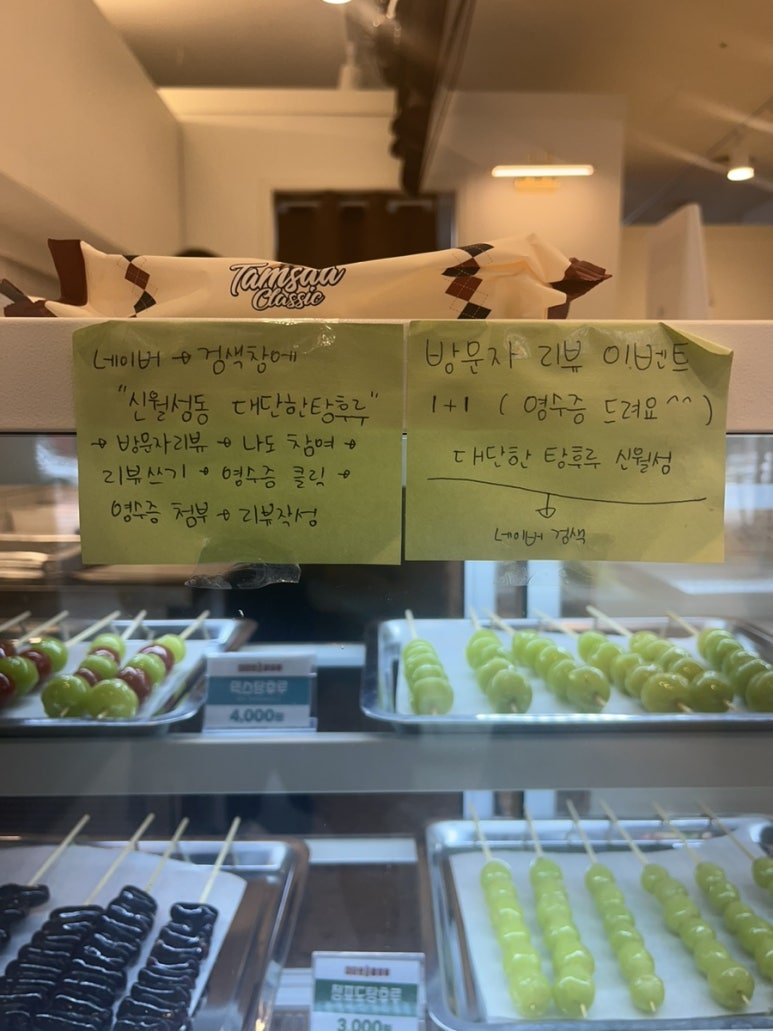 Tamsaa
Classic
네이버 → 검색창에
"신월성동 대단한탕후루"
→ 방문자리뷰 → 나도 참여 →
리뷰쓰기 → 영수증 클릭 →
영수증 첨부 → 리뷰작성
방문자 리뷰 이벤트
1+1 ( 영수증 드려요^^ )
대단한 탕후루 신월성
↓
네이버 검색
믹스탕후루
4,000원
3,000원